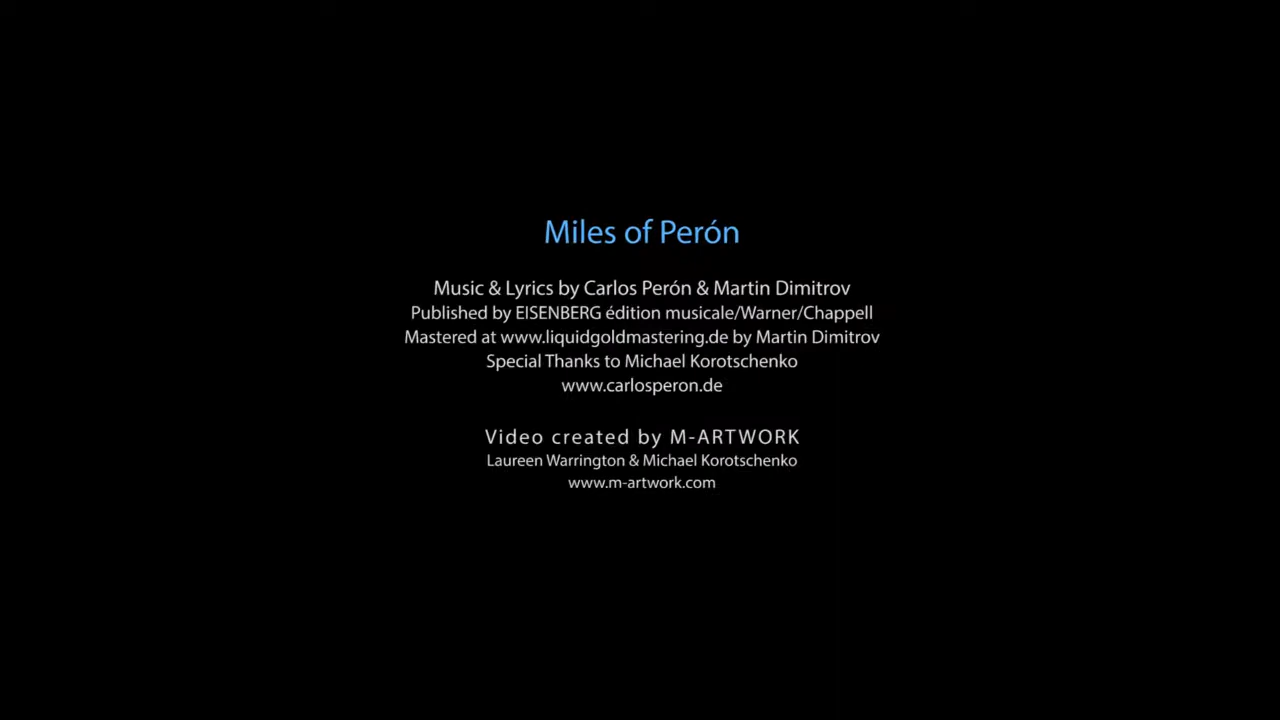 Miles of Perón
Music & Lyrics by Carlos Perón & Martin Dimitrov
Published by EISENBERG édition musicale/Warner/Chappell
Mastered at www.liquidgoldmastering.de by Martin Dimitrov
Special Thanks to Michael Korotschenko
www.carlosperon.de
Video created by M-ARTWORK
Laureen Warrington & Michael Korotschenko
www.m-artwork.com